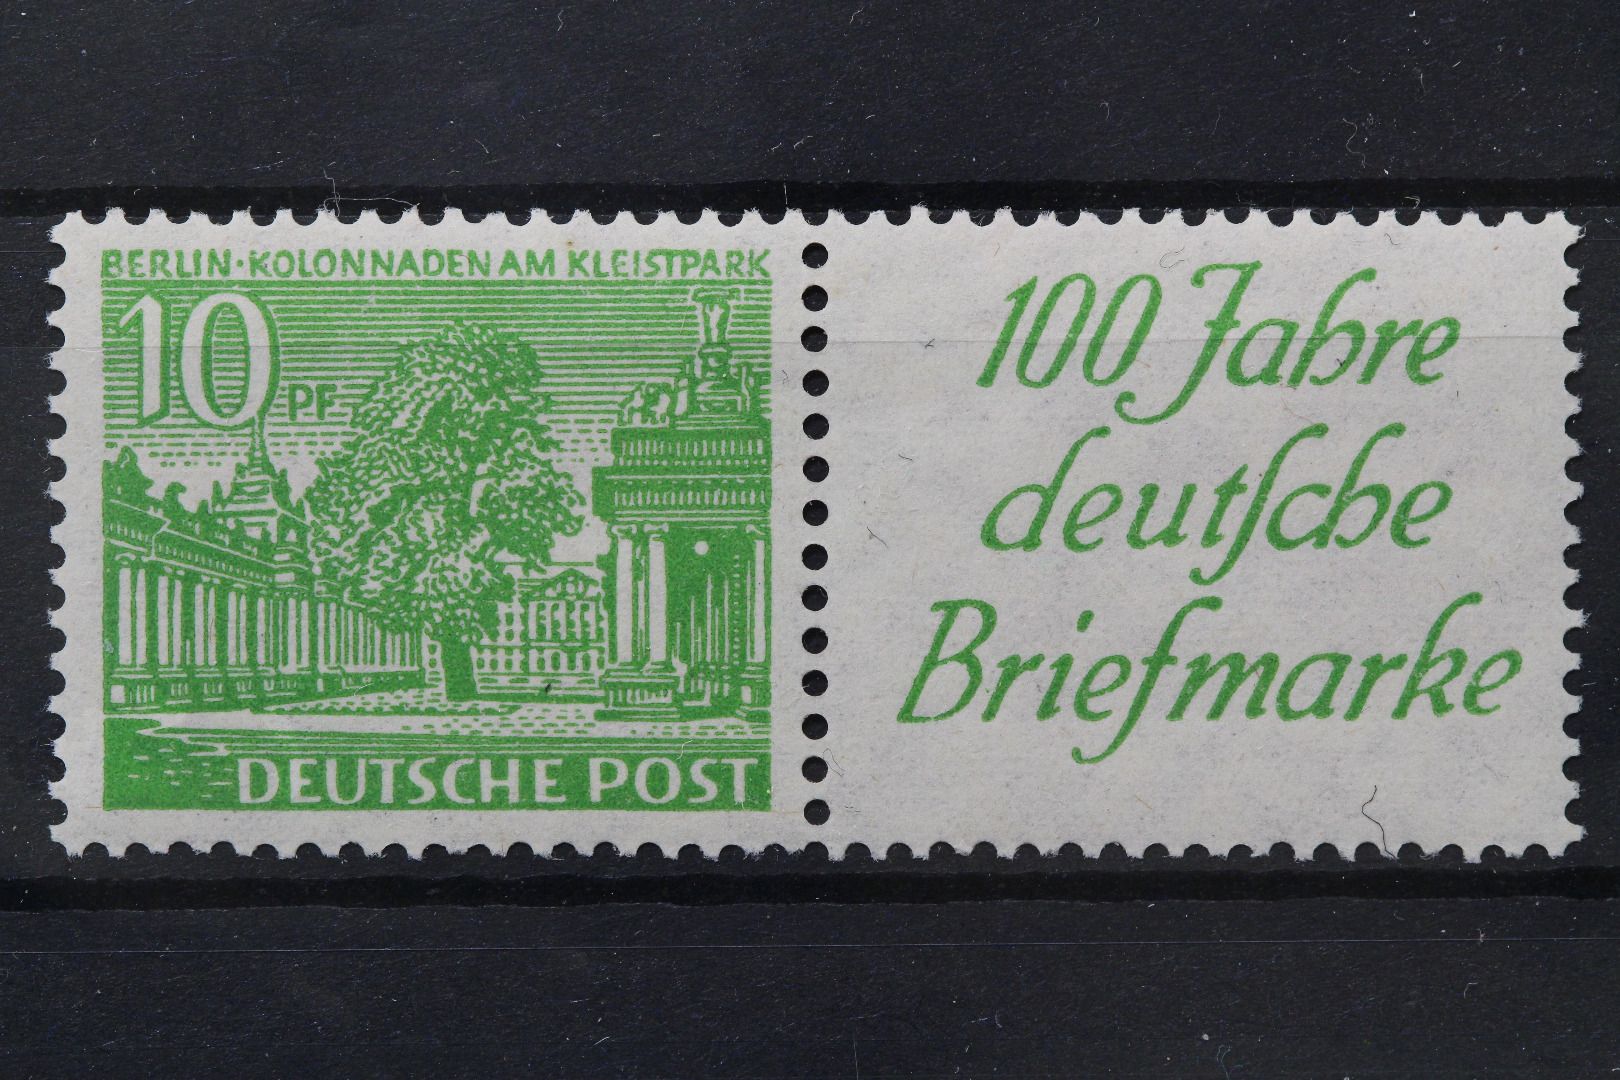 BERLIN·KOLONNADEN AM KLEISTPARK
10 PF
DEUTSCHE POST
100 Jahre
deutſche
Briefmarke